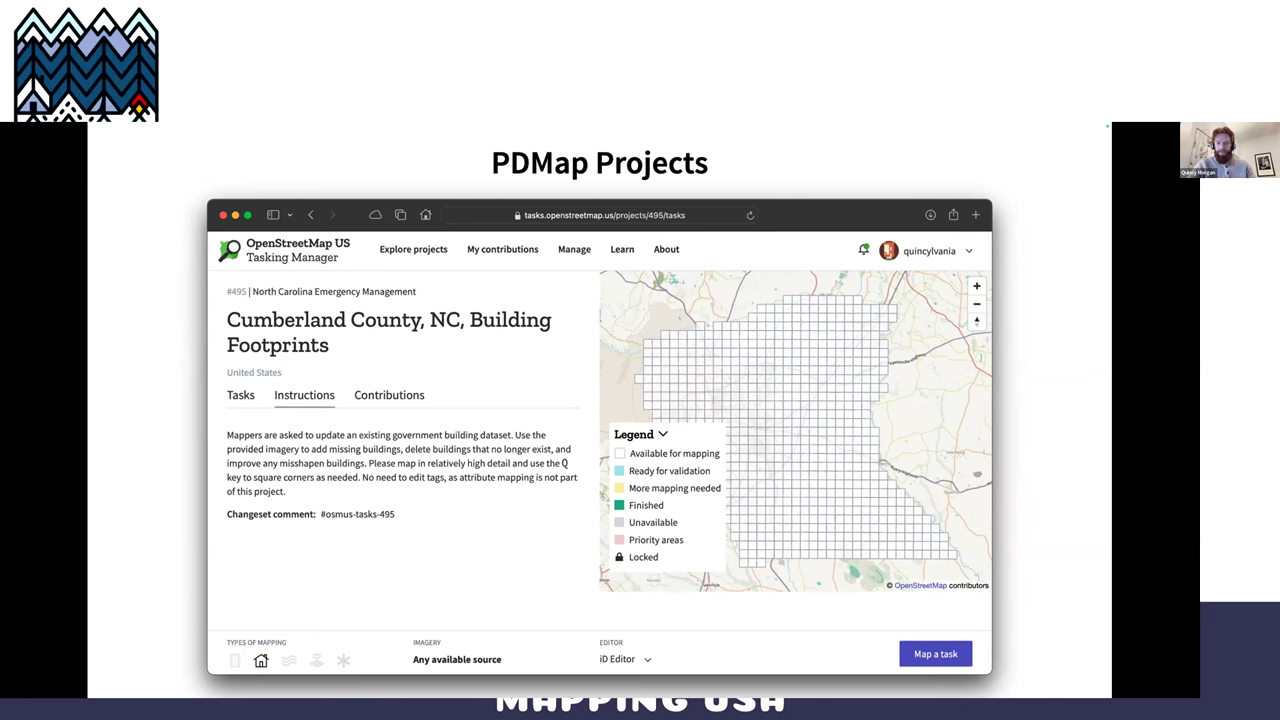 PDMap Projects
Quincy Morgan
tasks.openstreetmap.us/projects/495/tasks
OpenStreetMap US
Tasking Manager
Explore projects
My contributions
Manage
Learn
About
quincylvania
#495 | North Carolina Emergency Management
Cumberland County, NC, Building
Footprints
United States
Tasks
Instructions
Contributions
Mappers are asked to update an existing government building dataset. Use the
provided imagery to add missing buildings, delete buildings that no longer exist, and
improve any misshapen buildings. Please map in relatively high detail and use the Q
key to square corners as needed. No need to edit tags, as attribute mapping is not part
of this project.
Changeset comment: #osmus-tasks-495
Legend
Available for mapping
Ready for validation
More mapping needed
Finished
Unavailable
Priority areas
Locked
© OpenStreetMap contributors
TYPES OF MAPPING
IMAGERY
Any available source
EDITOR
iD Editor
Map a task
MAPPING USA